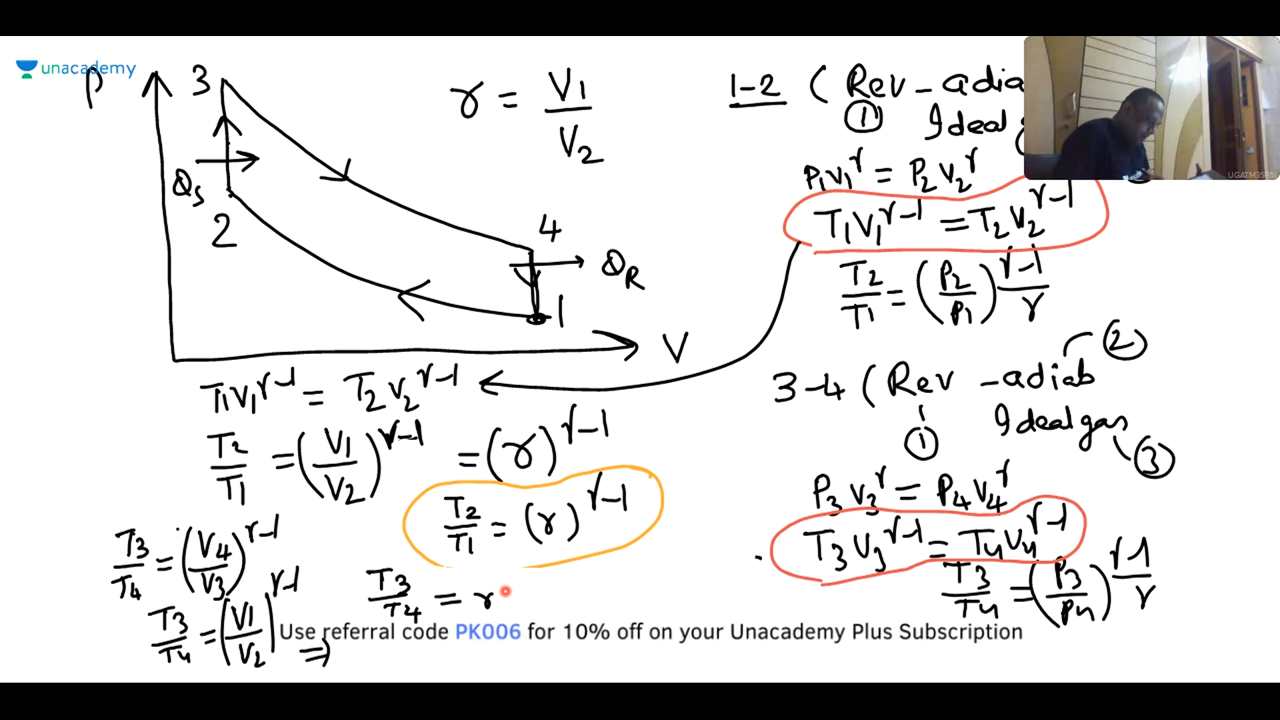 unacademy
P
3
Qs
2
4
QR
1
V
r = V1/V2
1-2 ( Rev - adia
①
Ideal g
P1V1^γ = P2V2^γ
T1V1^γ-1 = T2V2^γ-1
T2/T1 = (P2/P1)^γ-1/γ
T1V1^γ-1 = T2V2^γ-1
T2/T1 = (V1/V2)^γ-1 = (r)^γ-1
T2/T1 = (r)^γ-1
T3/T4 = (V4/V3)^γ-1
T3/T4 = (V1/V2)^γ-1 ⇒
T3/T4 = r
②
3-4 ( Rev - adiab
①
Ideal gas
③
P3V3^γ = P4V4^γ
T3V3^γ-1 = T4V4^γ-1
T3/T4 = (P3/P4)^γ-1/γ
Use referral code PK006 for 10% off on your Unacademy Plus Subscription